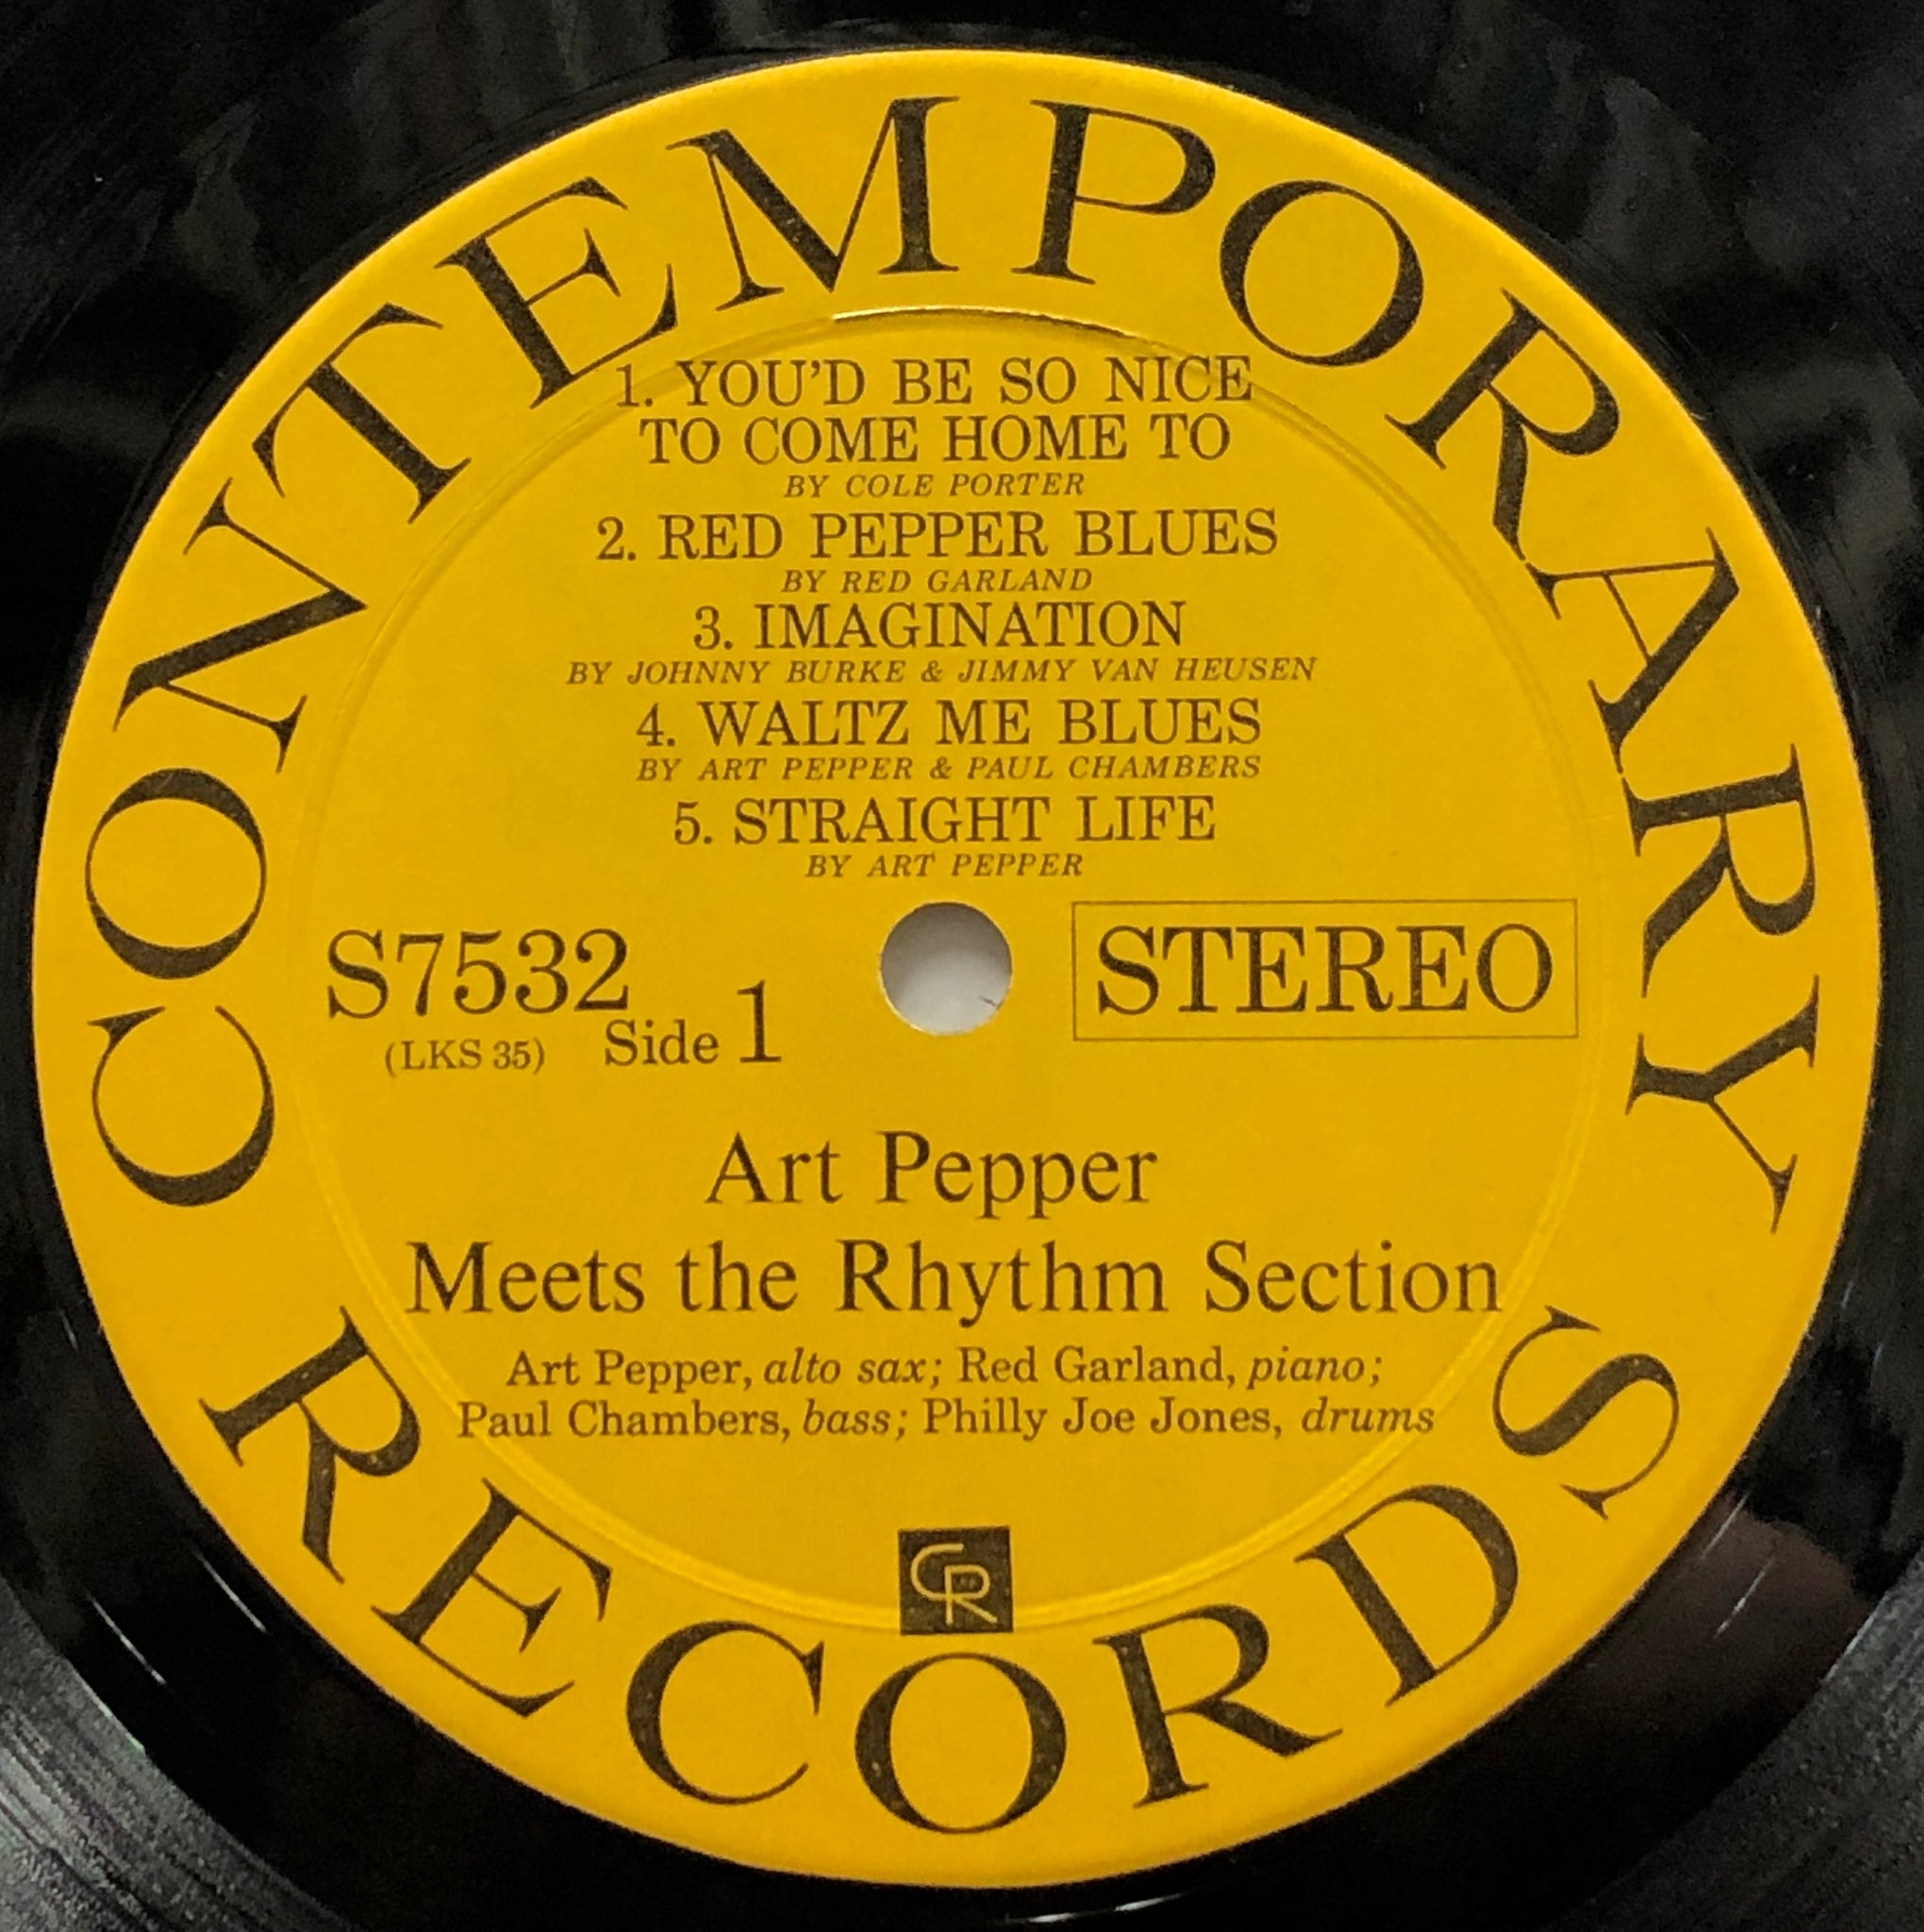 CONTEMPORARY
1. YOU'D BE SO NICE
TO COME HOME TO
BY COLE PORTER
2. RED PEPPER BLUES
BY RED GARLAND
3. IMAGINATION
BY JOHNNY BURKE & JIMMY VAN HEUSEN
4. WALTZ ME BLUES
BY ART PEPPER & PAUL CHAMBERS
5. STRAIGHT LIFE
BY ART PEPPER
S7532
(LKS 35) Side 1
STEREO
Art Pepper
Meets the Rhythm Section
Art Pepper, alto sax; Red Garland, piano;
Paul Chambers, bass; Philly Joe Jones, drums
CR
RECORDS